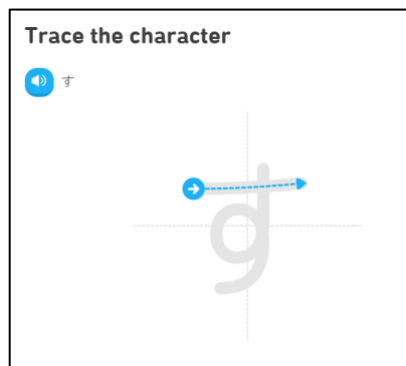 Trace the character
す
す